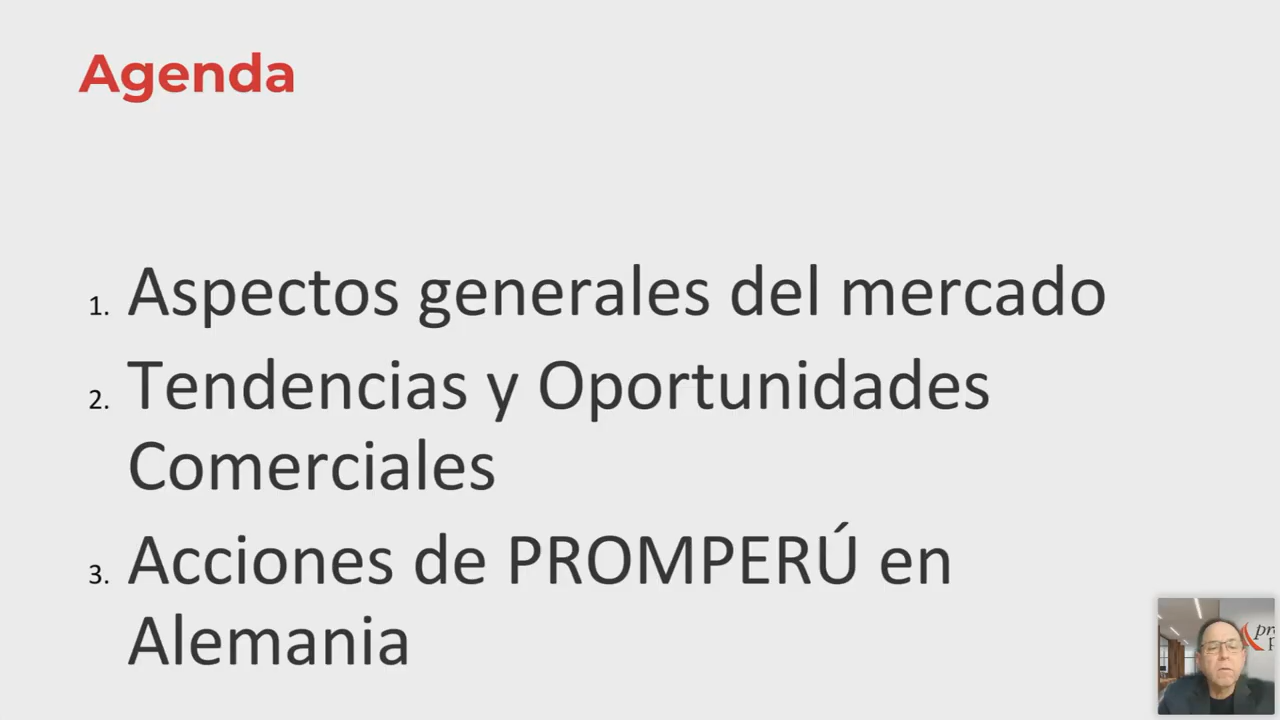 Agenda
1. Aspectos generales del mercado
2. Tendencias y Oportunidades
Comerciales
3. Acciones de PROMPERÚ en
Alemania